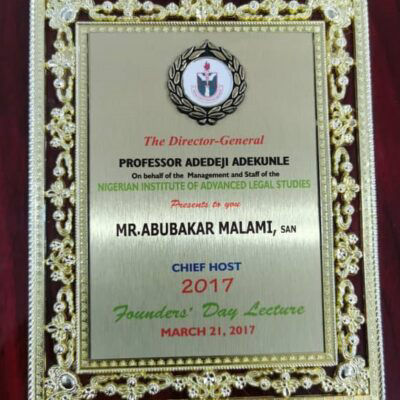 The Director-General
PROFESSOR ADEDEJI ADEKUNLE
On behalf of the Management and Staff of the
NIGERIAN INSTITUTE OF ADVANCED LEGAL STUDIES
Presents to you
MR.ABUBAKAR MALAMI, SAN
CHIEF HOST
2017
Founders' Day Lecture
MARCH 21, 2017